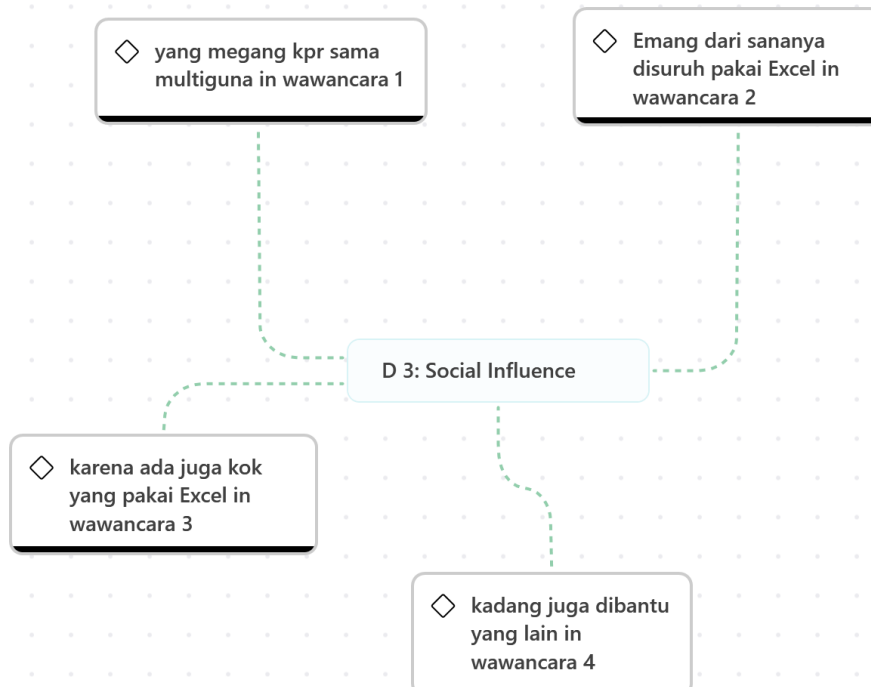 yang megang kpr sama
multiguna in wawancara 1
Emang dari sananya
disuruh pakai Excel in
wawancara 2
D 3: Social Influence
karena ada juga kok
yang pakai Excel in
wawancara 3
kadang juga dibantu
yang lain in
wawancara 4